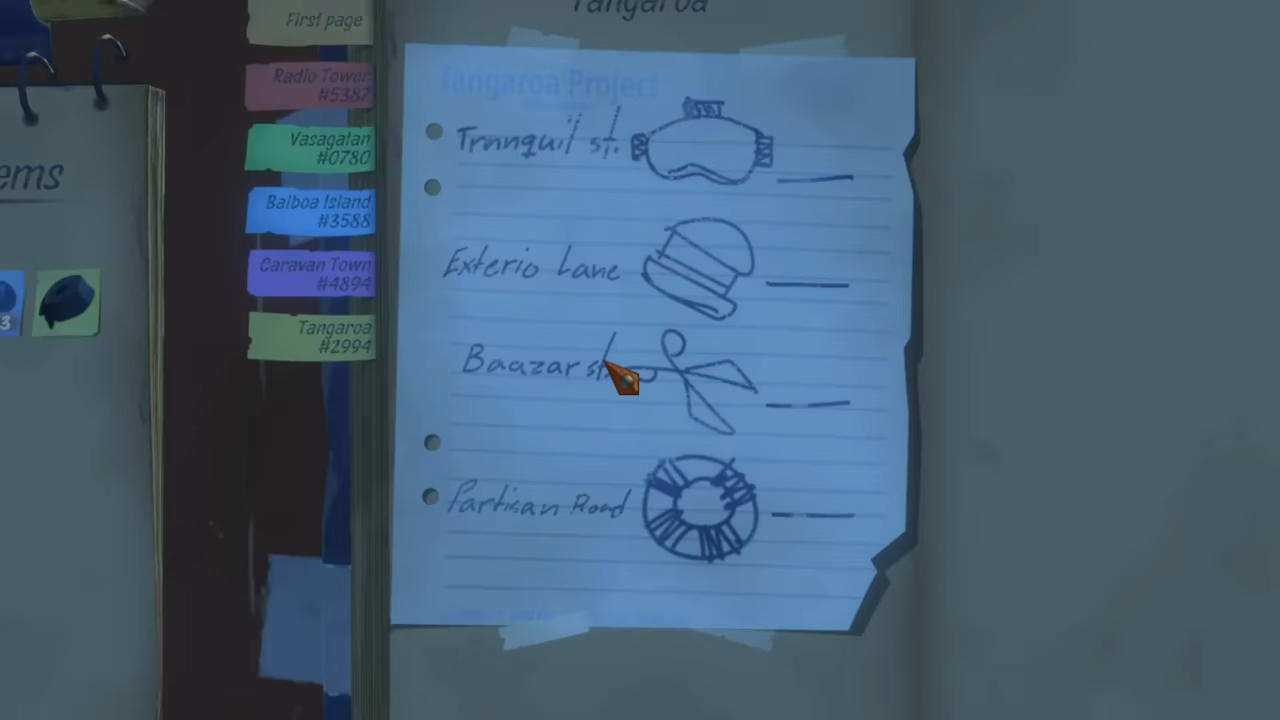 Tangaroa
First page
Tangaroa Project
Radio Tower
#5387
Tranquil st.
Vasagatan
#0780
ems
Balboa Island
#3588
Exterio Lane
Caravan Town
#4894
3
Tangaroa
#2994
Baazar st.
Partisan Road